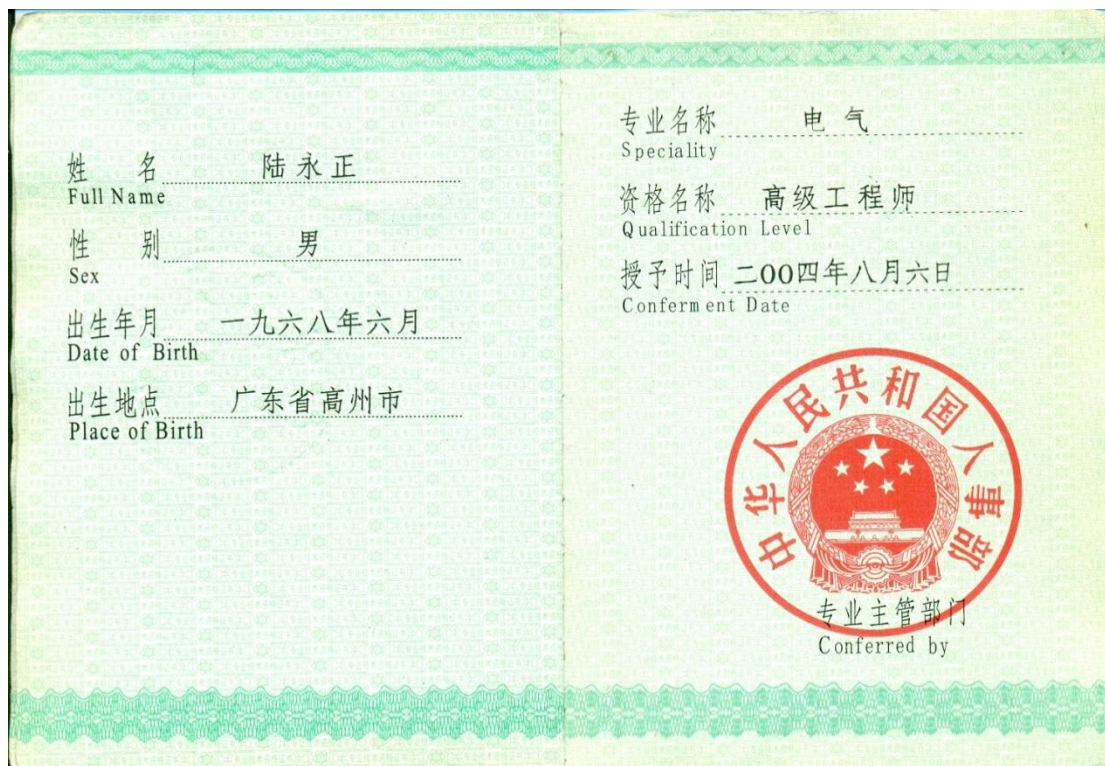 姓 名 陆永正
Full Name
性 别 男
Sex
出生年月 一九六八年六月
Date of Birth
出生地点 广东省高州市
Place of Birth
专业名称 电气
Speciality
资格名称 高级工程师
Qualification Level
授予时间 二OO四年八月六日
Conferment Date
中华人民共和国人事部
专业主管部门
Conferred by